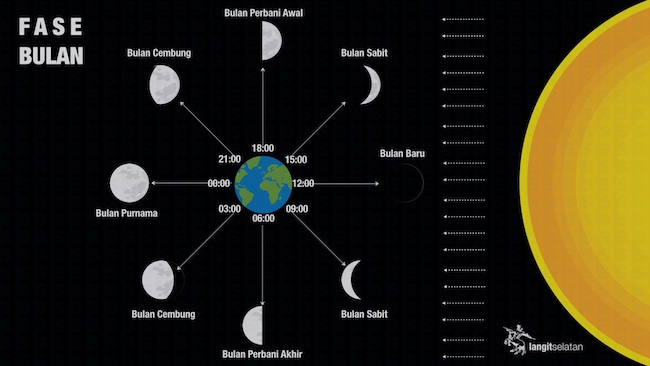 FASE
BULAN
Bulan Perbani Awal
Bulan Cembung
Bulan Sabit
18:00
21:00
15:00
Bulan Baru
00:00
12:00
Bulan Purnama
03:00
09:00
06:00
Bulan Cembung
Bulan Sabit
Bulan Perbani Akhir
langitselatan